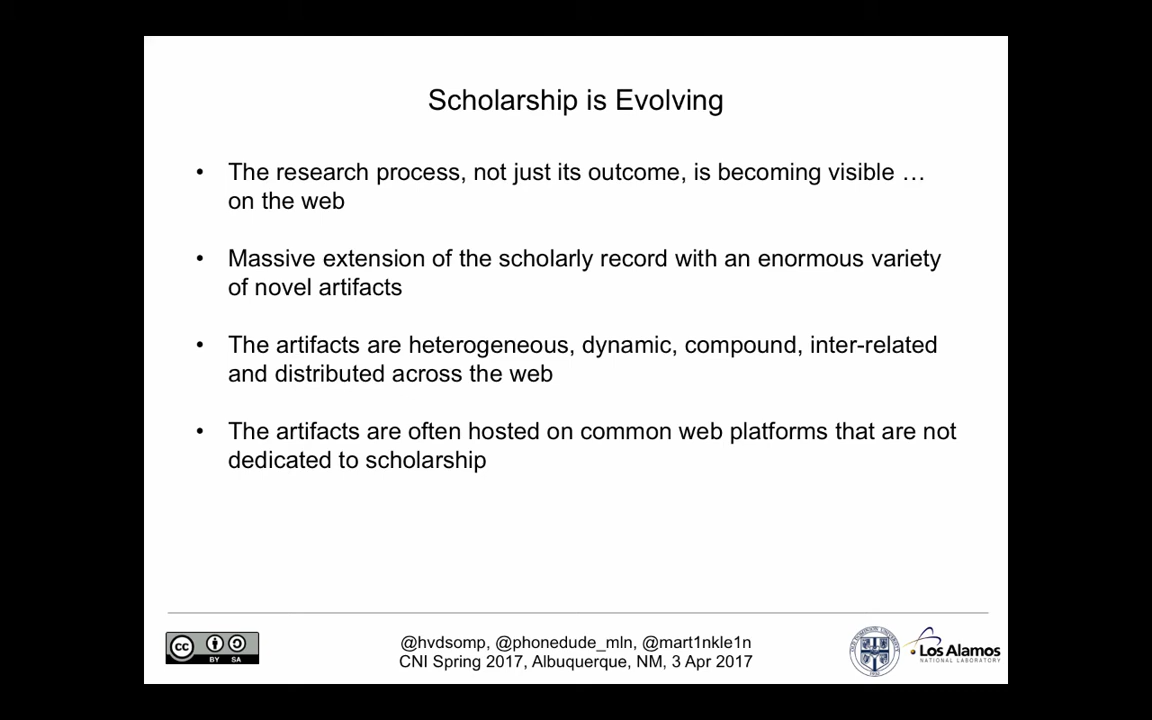 Scholarship is Evolving
• The research process, not just its outcome, is becoming visible …
on the web
• Massive extension of the scholarly record with an enormous variety
of novel artifacts
• The artifacts are heterogeneous, dynamic, compound, inter-related
and distributed across the web
• The artifacts are often hosted on common web platforms that are not
dedicated to scholarship
cc
BY SA
@hvdsomp, @phonedude_mln, @mart1nkle1n
CNI Spring 2017, Albuquerque, NM, 3 Apr 2017
Los Alamos
NATIONAL LABORATORY